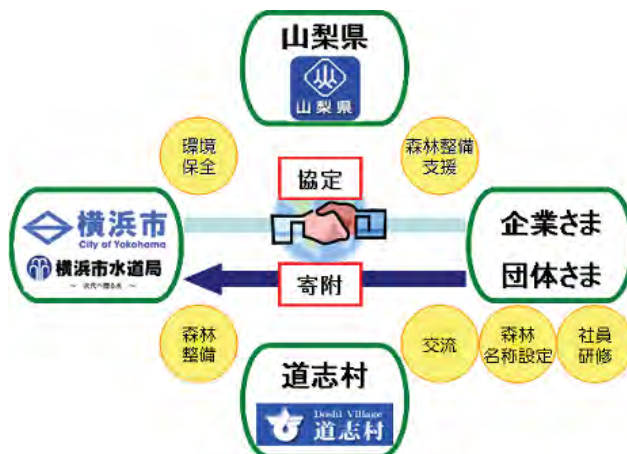 山梨県
山梨県
環境
保全
森林整備
支援
協定
横浜市
City of Yokohama
横浜市水道局
企業さま
団体さま
寄附
森林
整備
交流
森林
名称設定
社員
研修
道志村
Doshi Village
道志村